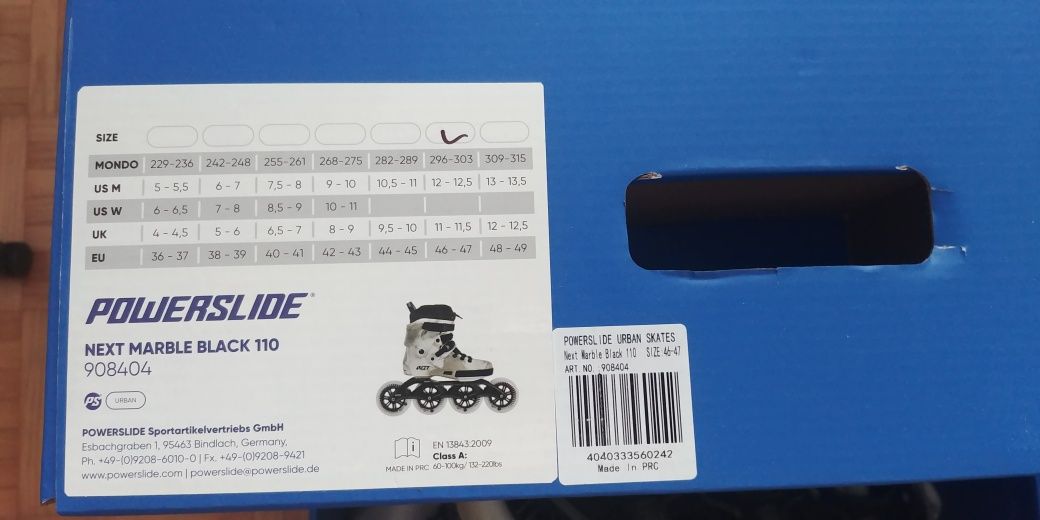 SIZE
MONDO 229-236 242-248 255-261 268-275 282-289 296-303 309-315
US M 5 - 5,5 6 - 7 7,5 - 8 9 - 10 10,5 - 11 12 - 12,5 13 - 13,5
US W 6 - 6,5 7 - 8 8,5 - 9 10 - 11
UK 4 - 4,5 5 - 6 6,5 - 7 8 - 9 9,5 - 10 11 - 11,5 12 - 12,5
EU 36 - 37 38 - 39 40 - 41 42 - 43 44 - 45 46 - 47 48 - 49
POWERSLIDE®
NEXT MARBLE BLACK 110
908404
PS URBAN
POWERSLIDE Sportartikelvertriebs GmbH
Esbachgraben 1, 95463 Bindlach, Germany,
Ph. +49-(0)9208-6010-0 | Fx. +49-(0)9208-9421
www.powerslide.com | powerslide@powerslide.de
NEXT
EN 13843:2009
Class A:
MADE IN PRC 60-100kg/ 132-220lbs
POWERSLIDE URBAN SKATES
Next Marble Black 110 SIZE 46-47
ART NO. :908404
4040333560242
Made In PRC